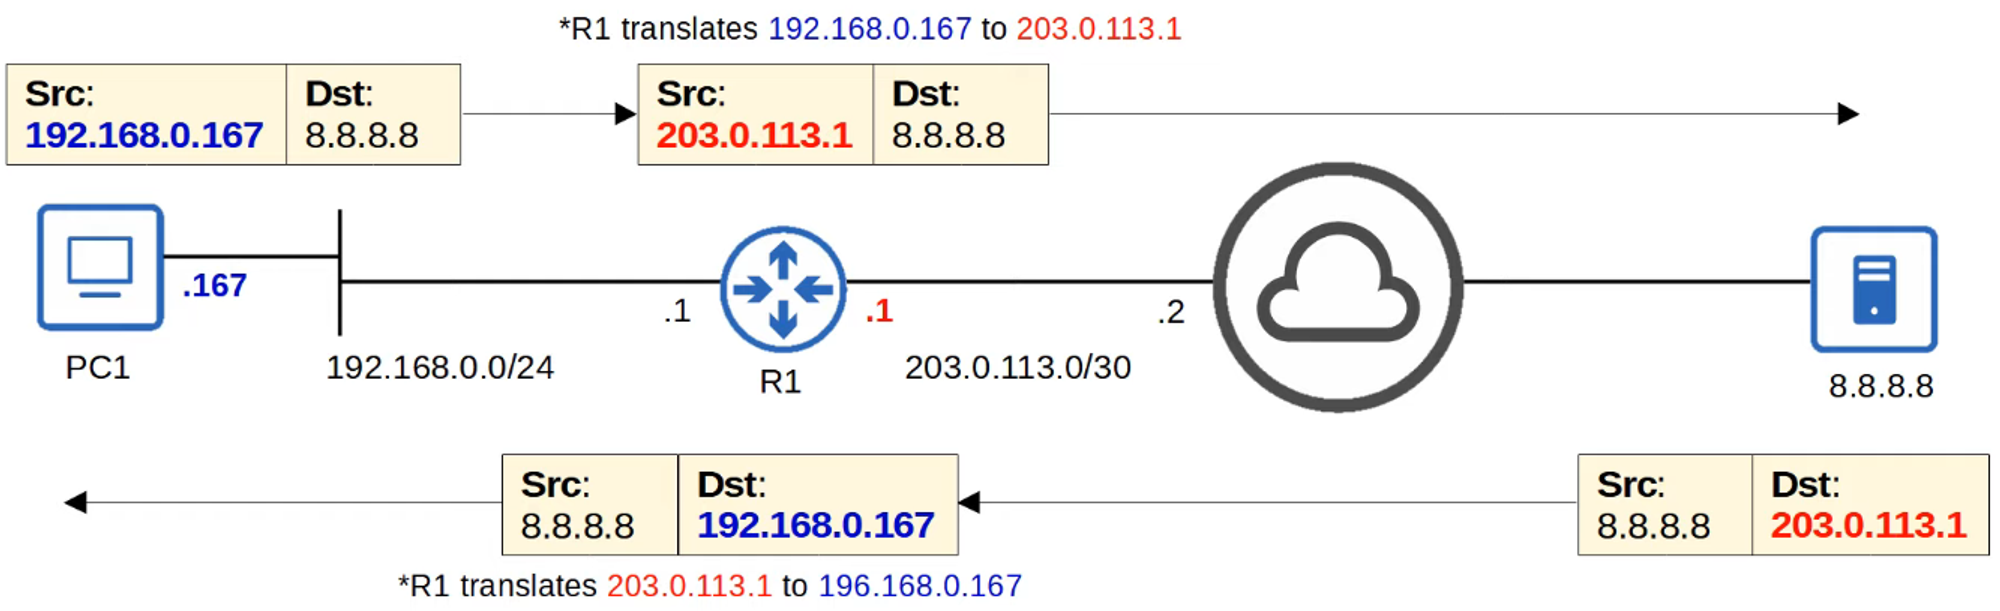 *R1 translates 192.168.0.167 to 203.0.113.1
Src: Dst:
192.168.0.167 8.8.8.8
Src: Dst:
203.0.113.1 8.8.8.8
.167
.1
.1
.2
PC1
192.168.0.0/24
R1
203.0.113.0/30
8.8.8.8
Src: Dst:
8.8.8.8 192.168.0.167
Src: Dst:
8.8.8.8 203.0.113.1
*R1 translates 203.0.113.1 to 196.168.0.167